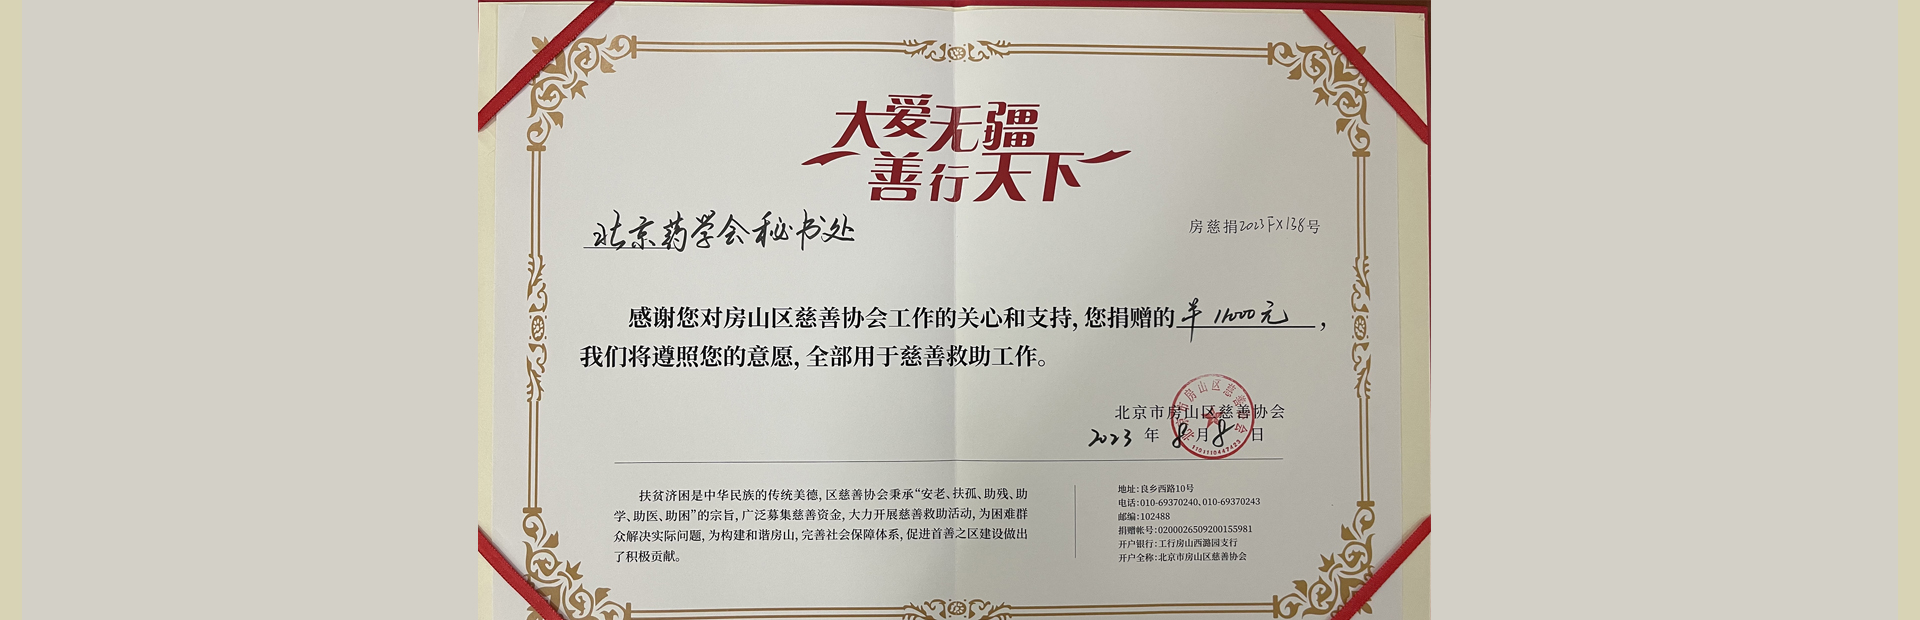 大爱无疆
善行天下
北京药学会秘书处
房慈捐2023FX138号
感谢您对房山区慈善协会工作的关心和支持, 您捐赠的 ¥ 11000元,
我们将遵照您的意愿, 全部用于慈善救助工作。
北京市房山区慈善协会
2023 年 8 月 8 日
北京市房山区慈善协会
扶贫济困是中华民族的传统美德, 区慈善协会秉承“安老、扶孤、助残、助
学、助医、助困”的宗旨, 广泛募集慈善资金, 大力开展慈善救助活动, 为困难群
众解决实际问题, 为构建和谐房山, 完善社会保障体系, 促进首善之区建设做出
了积极贡献。
地址:良乡西路10号
电话:010-69370240、010-69370243
邮编:102488
捐赠帐号:0200026509200155981
开户银行:工行房山西潞园支行
开户全称:北京市房山区慈善协会